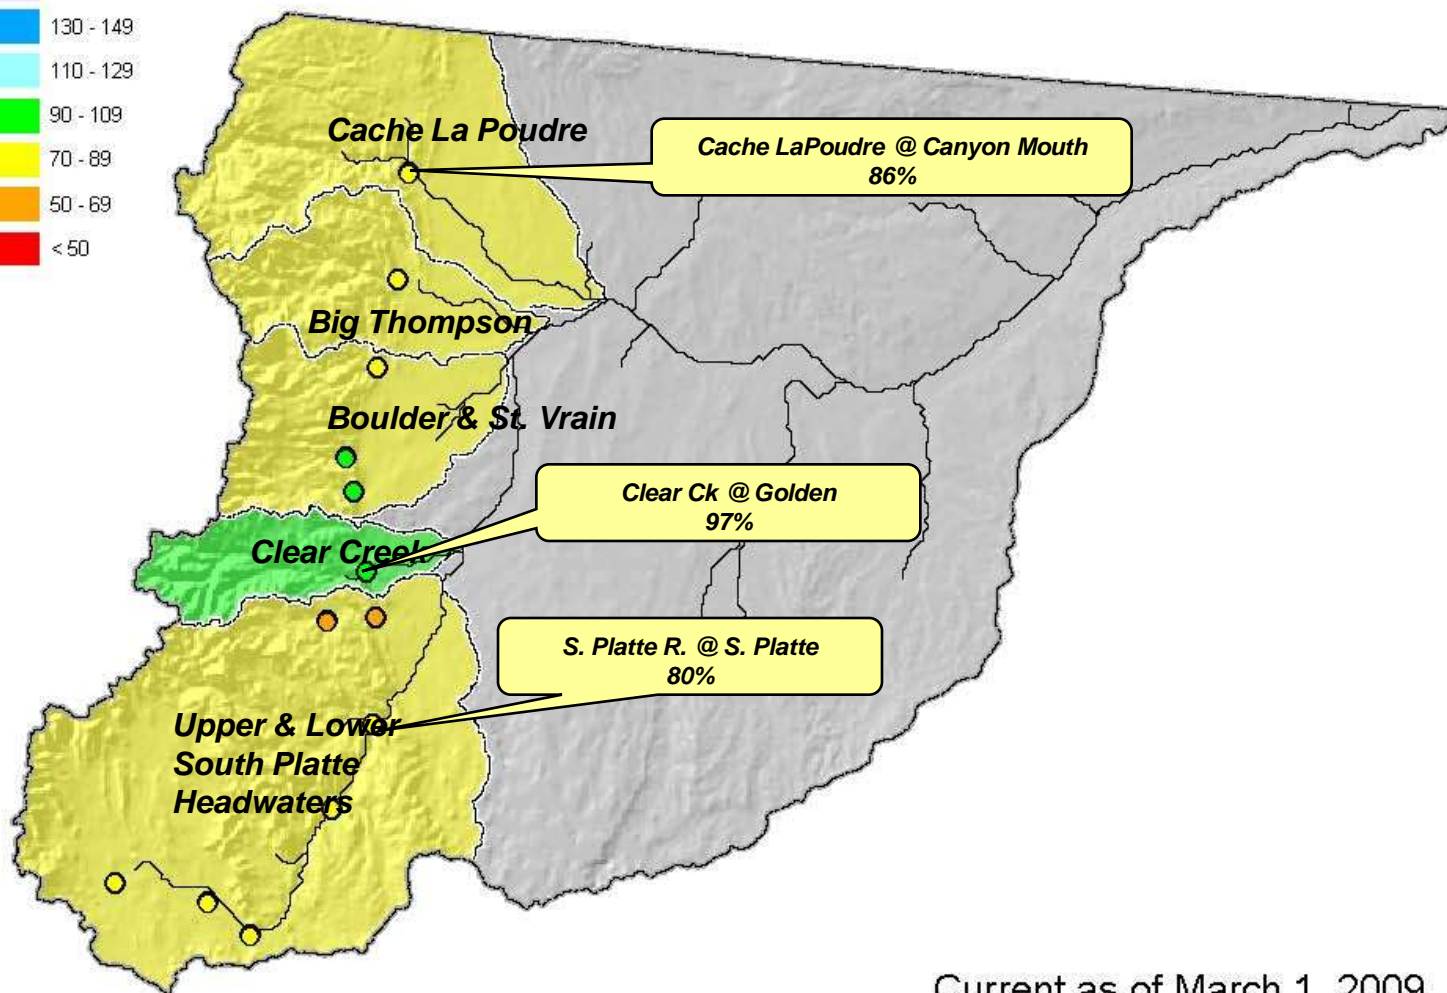 130 - 149
110 - 129
90 - 109
70 - 89
50 - 69
< 50
Cache La Poudre
Cache LaPoudre @ Canyon Mouth
86%
Big Thompson
Boulder & St. Vrain
Clear Ck @ Golden
97%
Clear Creek
S. Platte R. @ S. Platte
80%
Upper & Lower
South Platte
Headwaters
Current as of March 1, 2009